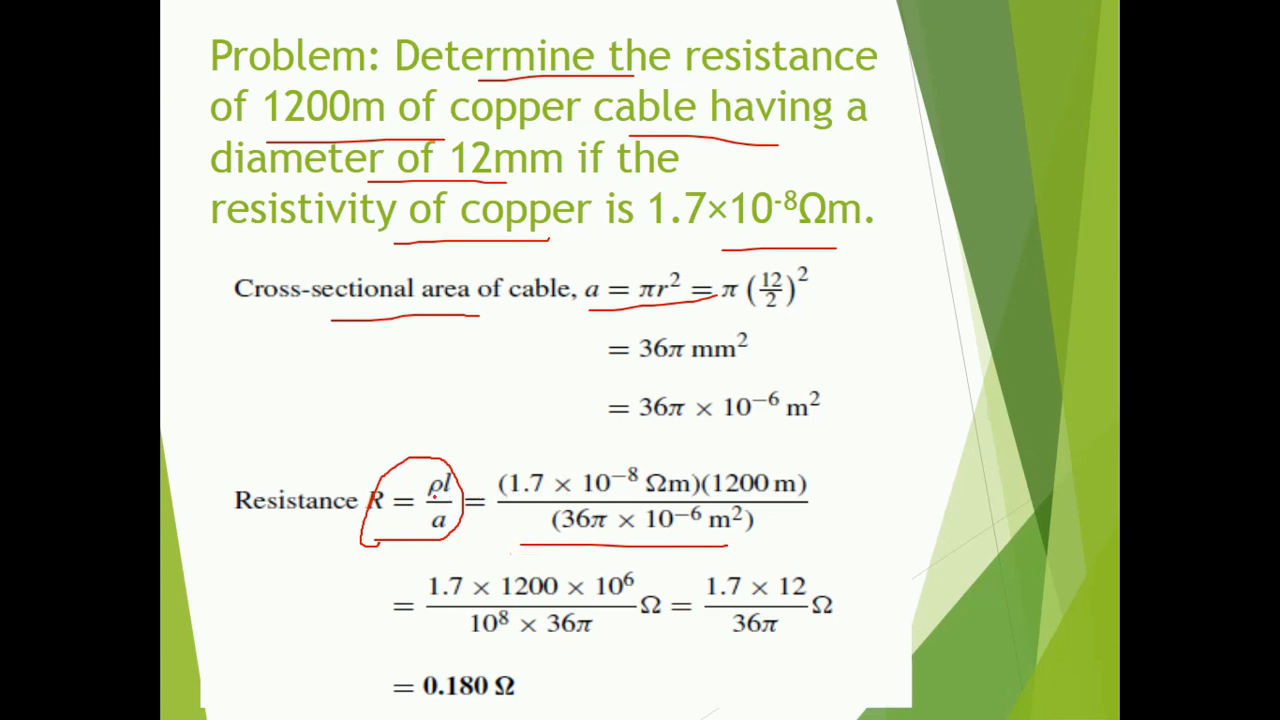 Problem: Determine the resistance
of 1200m of copper cable having a
diameter of 12mm if the
resistivity of copper is 1.7×10⁻⁸Ωm.
Cross-sectional area of cable, a = πr² = π (12/2)²
= 36π mm²
= 36π × 10⁻⁶ m²
Resistance R = ρl/a = (1.7 × 10⁻⁸ Ωm)(1200 m)/(36π × 10⁻⁶ m²)
= 1.7 × 1200 × 10⁶/10⁸ × 36π Ω = 1.7 × 12/36π Ω
= 0.180 Ω